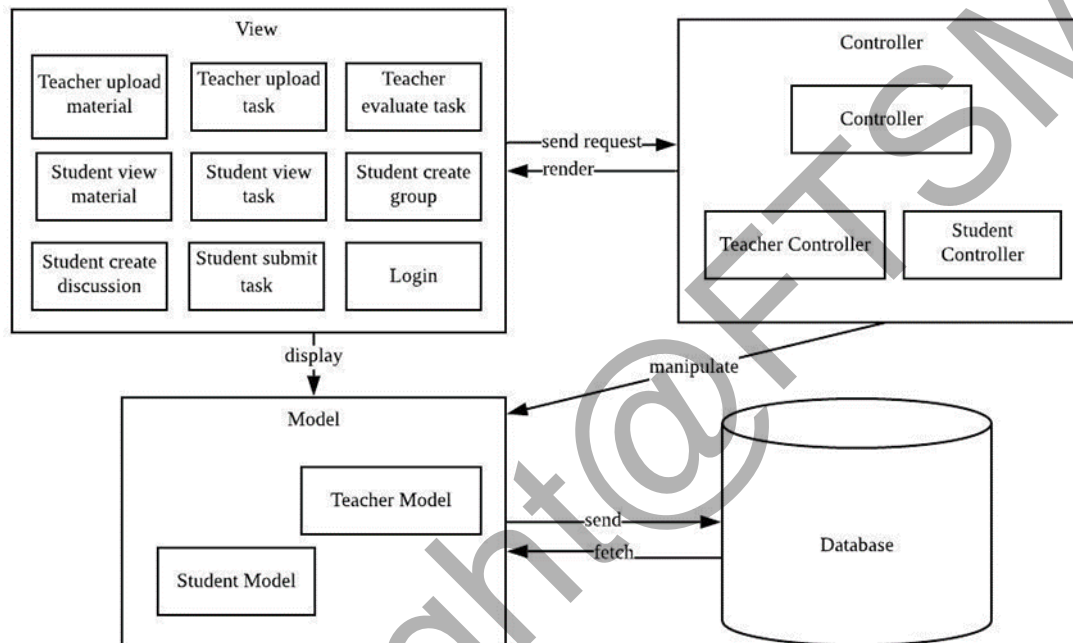 View
Teacher upload
material
Teacher upload
task
Teacher
evaluate task
Student view
material
Student view
task
Student create
group
Student create
discussion
Student submit
task
Login
send request
render
Controller
Controller
Teacher Controller
Student
Controller
display
manipulate
Model
Teacher Model
Student Model
send
fetch
Database
ght@FTSM